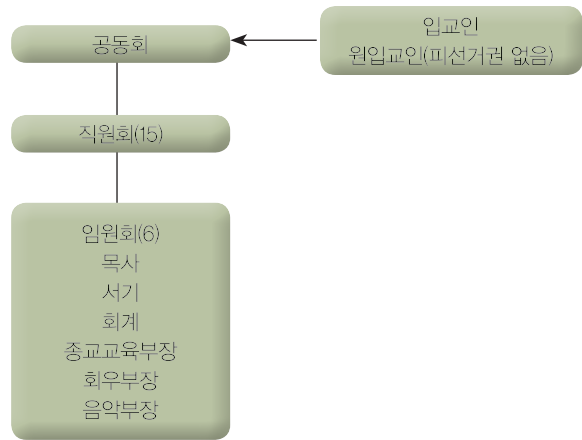 공동회
입교인
원입교인(피선거권 없음)
직원회(15)
임원회(6)
목사
서기
회계
종교교육부장
회우부장
음악부장